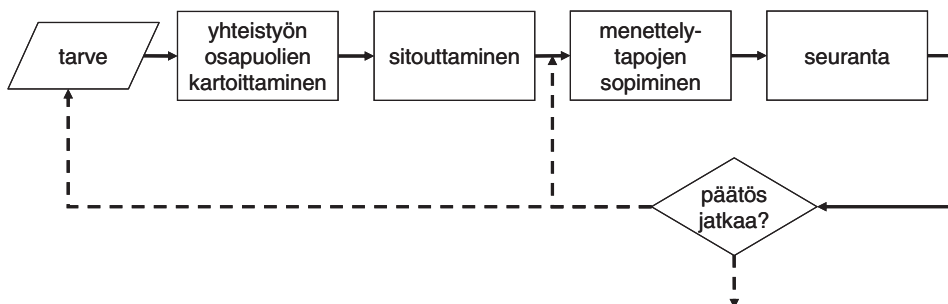 tarve
yhteistyön
osapuolien
kartoittaminen
sitouttaminen
menettely-
tapojen
sopiminen
seuranta
päätös
jatkaa?